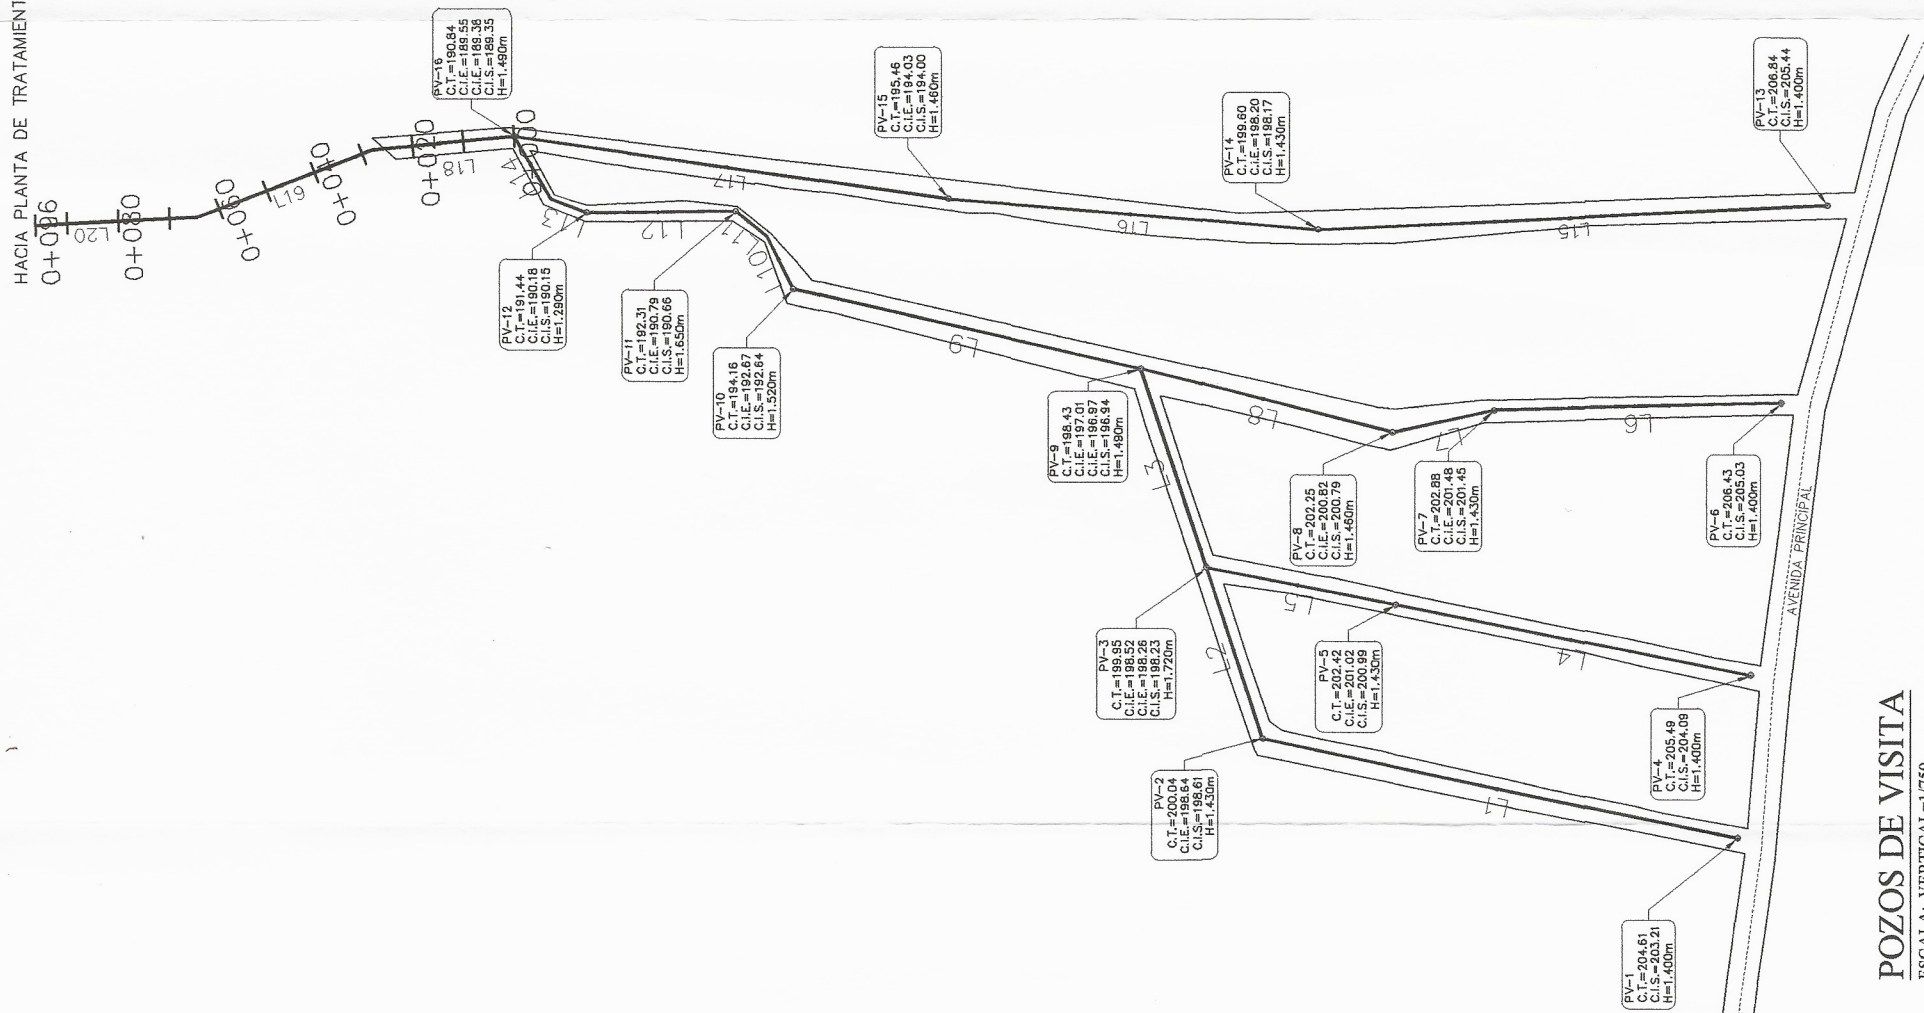 HACIA PLANTA DE TRATAMIENT
0+096
L20
0+080
0+060
L19
0+040
0+020
L18
PV-16
C.T.=190.84
C.I.E.=189.55
C.I.E.=189.38
C.I.S.=189.35
H=1.490m
L14
L13
L12
L11
L10
PV-12
C.T.=191.44
C.I.E.=190.18
C.I.S.=190.15
H=1.290m
PV-11
C.T.=192.31
C.I.E.=190.79
C.I.S.=190.66
H=1.650m
PV-10
C.T.=194.16
C.I.E.=192.67
C.I.S.=192.64
H=1.520m
L17
PV-15
C.T.=195.46
C.I.E.=194.03
C.I.S.=194.00
H=1.460m
L16
PV-14
C.T.=199.60
C.I.E.=198.20
C.I.S.=198.17
H=1.430m
L15
PV-13
C.T.=206.84
C.I.S.=205.44
H=1.400m
L9
PV-9
C.T.=198.43
C.I.E.=197.01
C.I.E.=196.97
C.I.S.=196.94
H=1.490m
L3
L8
PV-8
C.T.=202.25
C.I.E.=200.82
C.I.S.=200.79
H=1.460m
L7
PV-7
C.T.=202.88
C.I.E.=201.48
C.I.S.=201.45
H=1.430m
L6
PV-6
C.T.=206.43
C.I.S.=205.03
H=1.400m
PV-3
C.T.=199.95
C.I.E.=198.52
C.I.E.=198.26
C.I.S.=198.23
H=1.720m
L2
L5
PV-5
C.T.=202.42
C.I.E.=201.02
C.I.S.=200.99
H=1.430m
L4
PV-4
C.T.=205.49
C.I.S.=204.09
H=1.400m
PV-2
C.T.=200.04
C.I.E.=198.64
C.I.S.=198.61
H=1.430m
L1
PV-1
C.T.=204.61
C.I.S.=203.21
H=1.400m
AVENIDA PRINCIPAL
POZOS DE VISITA
ESCALA: VERTICAL=1/750